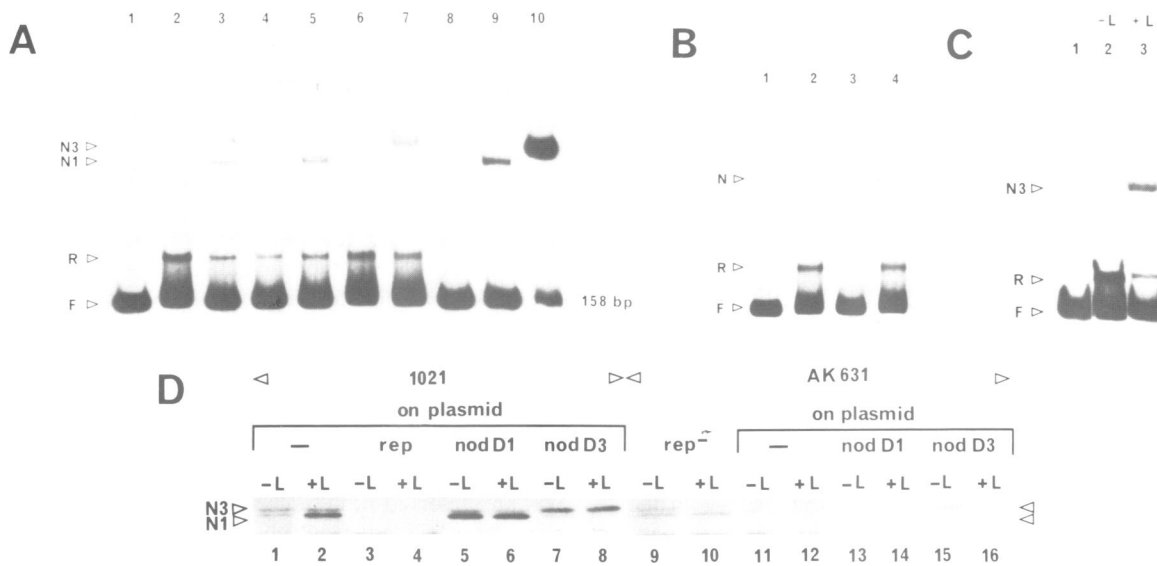 A
1 2 3 4 5 6 7 8 9 10
N3 ▷
N1 ▷
R ▷
F ▷
158 bp
B
1 2 3 4
N ▷
R ▷
F ▷
C
-L +L
1 2 3
N3 ▷
R ▷
F ▷
D
◁ 1021 ▷
◁ AK 631 ▷
on plasmid
— rep nod D1 nod D3
rep⁻
on plasmid
— nod D1 nod D3
-L +L -L +L -L +L -L +L -L +L -L +L -L +L -L +L
N3
N1
1 2 3 4 5 6 7 8 9 10 11 12 13 14 15 16